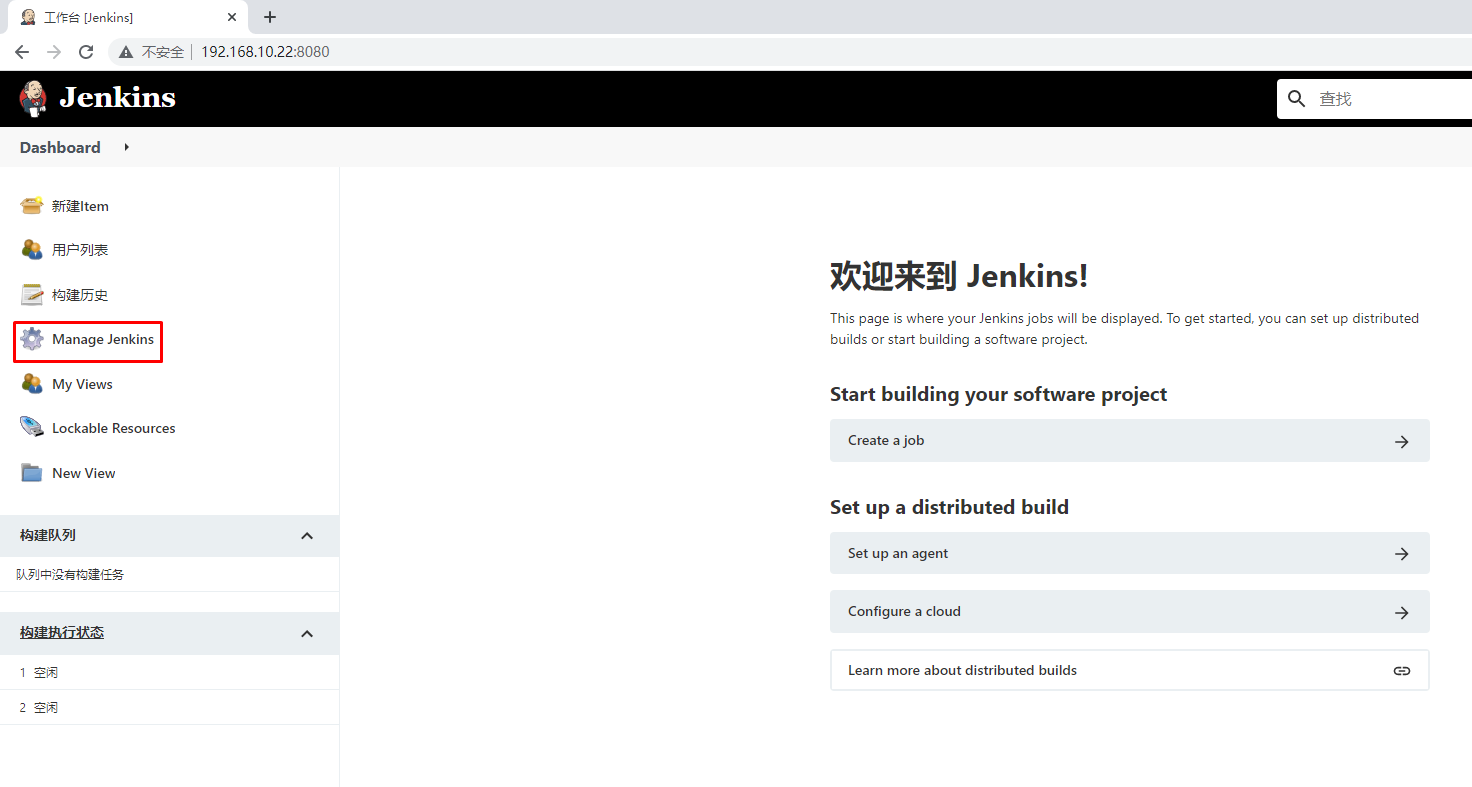 工作台 [Jenkins]
不安全 192.168.10.22:8080
Jenkins
查找
Dashboard
新建Item
用户列表
构建历史
Manage Jenkins
My Views
Lockable Resources
New View
构建队列
队列中没有构建任务
构建执行状态
1 空闲
2 空闲
欢迎来到 Jenkins!
This page is where your Jenkins jobs will be displayed. To get started, you can set up distributed
builds or start building a software project.
Start building your software project
Create a job
Set up a distributed build
Set up an agent
Configure a cloud
Learn more about distributed builds